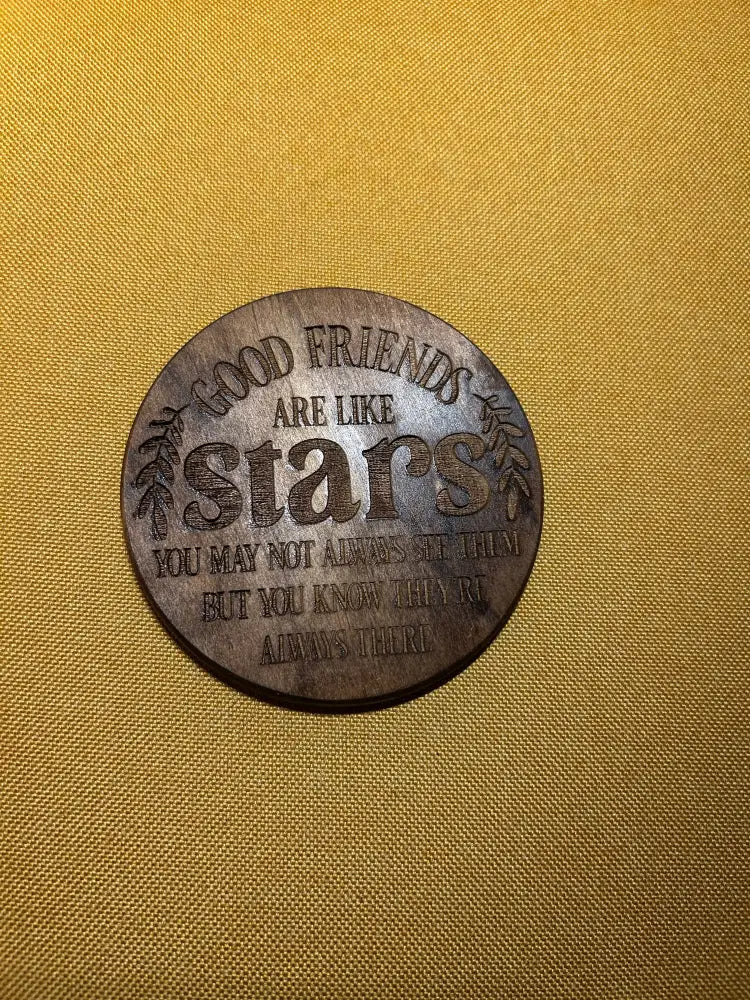 GOOD FRIENDS
ARE LIKE
stars
YOU MAY NOT ALWAYS SEE THEM
BUT YOU KNOW THEY'RE
ALWAYS THERE